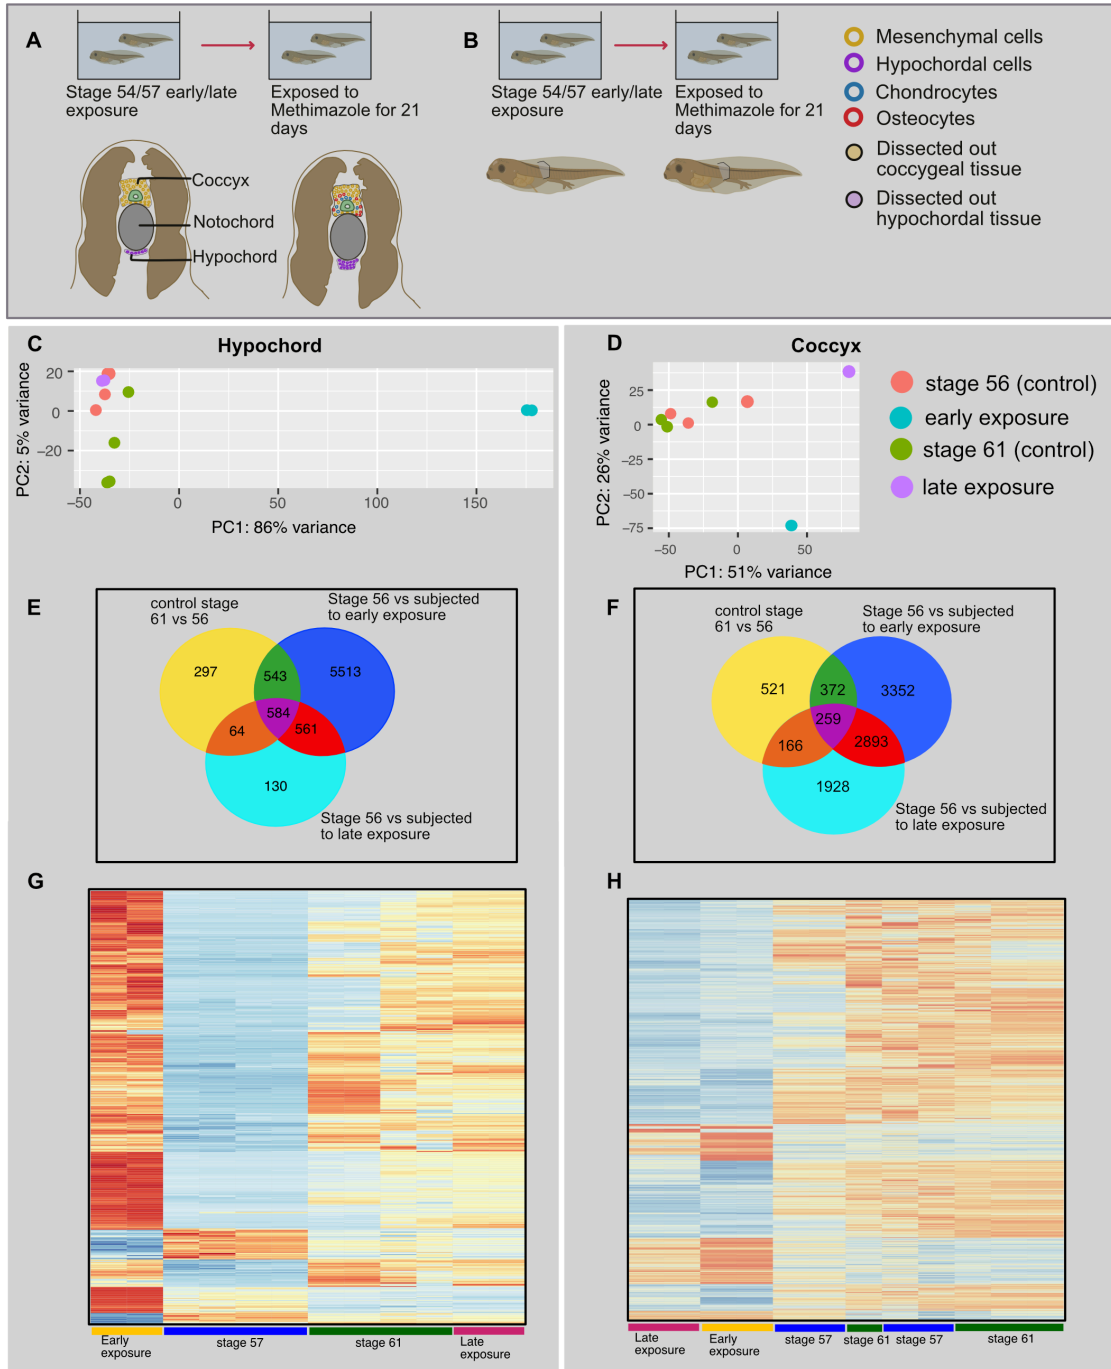 A
Stage 54/57 early/late
exposure
Exposed to
Methimazole for 21
days
Coccyx
Notochord
Hypochord
B
Stage 54/57 early/late
exposure
Exposed to
Methimazole for 21
days
Mesenchymal cells
Hypochordal cells
Chondrocytes
Osteocytes
Dissected out
coccygeal tissue
Dissected out
hypochordal tissue
C
Hypochord
PC2: 5% variance
20
0
−20
−50
0
50
100
150
PC1: 86% variance
D
Coccyx
PC2: 26% variance
25
0
−25
−50
−75
−50
0
50
PC1: 51% variance
stage 56 (control)
early exposure
stage 61 (control)
late exposure
E
control stage
61 vs 56
Stage 56 vs subjected
to early exposure
297
543
5513
584
64
561
130
Stage 56 vs subjected
to late exposure
F
control stage
61 vs 56
Stage 56 vs subjected
to early exposure
521
372
3352
259
166
2893
1928
Stage 56 vs subjected
to late exposure
G
Early
exposure
stage 57
stage 61
Late
exposure
H
Late
exposure
Early
exposure
stage 57
stage 61
stage 57
stage 61